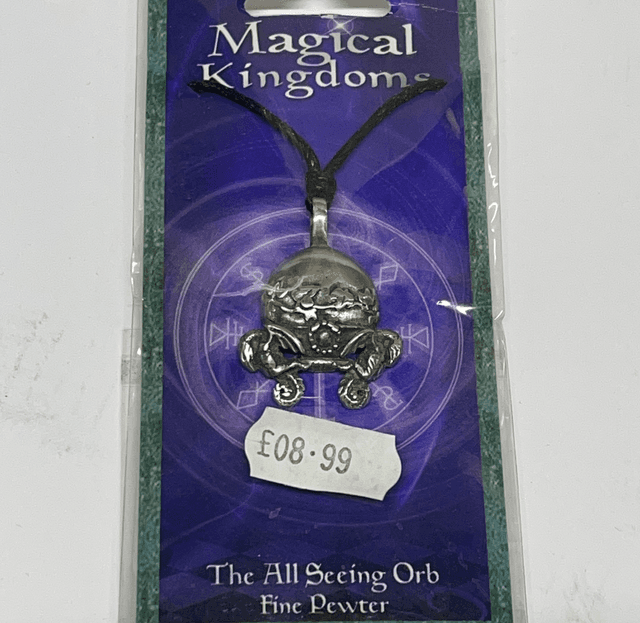 Magical
Kingdoms
£08.99
The All Seeing Orb
Fine Pewter